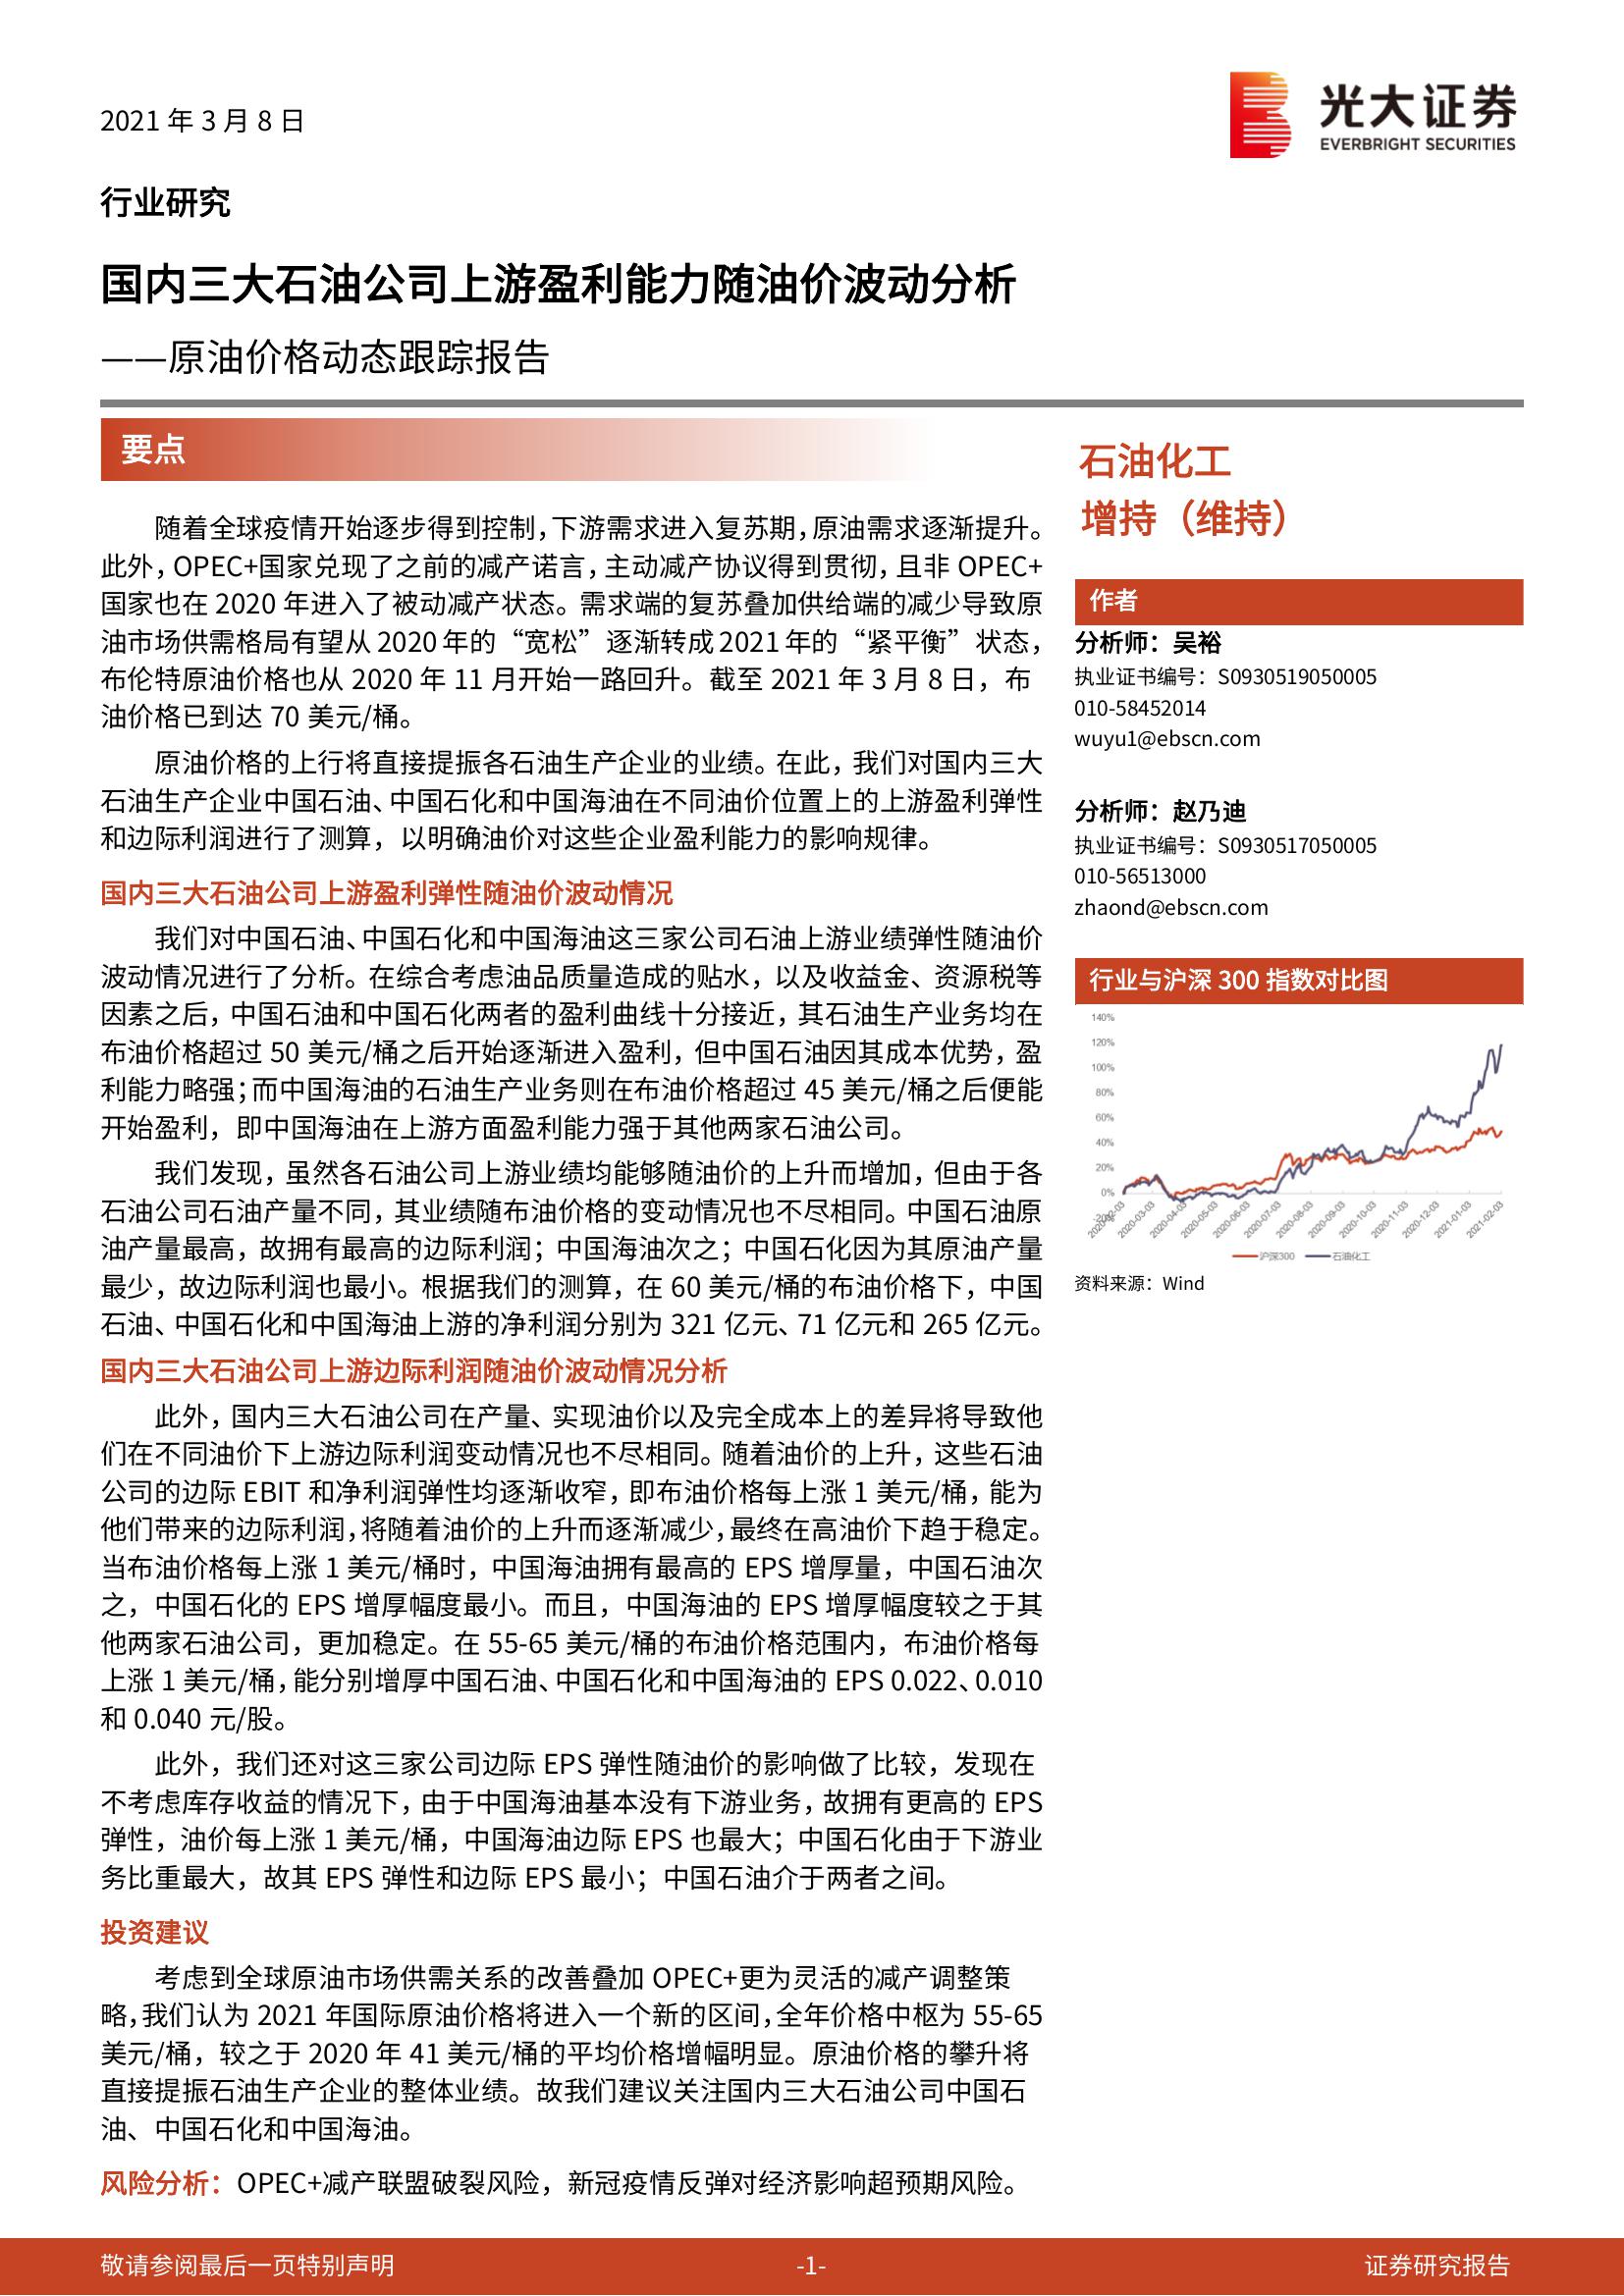 2021 年 3 月 8 日
光大证券
EVERBRIGHT SECURITIES
行业研究
国内三大石油公司上游盈利能力随油价波动分析
——原油价格动态跟踪报告
要点
随着全球疫情开始逐步得到控制，下游需求进入复苏期，原油需求逐渐提升。
此外，OPEC+国家兑现了之前的减产诺言，主动减产协议得到贯彻，且非 OPEC+
国家也在 2020 年进入了被动减产状态。需求端的复苏叠加供给端的减少导致原
油市场供需格局有望从 2020 年的“宽松”逐渐转成 2021 年的“紧平衡”状态，
布伦特原油价格也从 2020 年 11 月开始一路回升。截至 2021 年 3 月 8 日，布
油价格已到达 70 美元/桶。
原油价格的上行将直接提振各石油生产企业的业绩。在此，我们对国内三大
石油生产企业中国石油、中国石化和中国海油在不同油价位置上的上游盈利弹性
和边际利润进行了测算，以明确油价对这些企业盈利能力的影响规律。
国内三大石油公司上游盈利弹性随油价波动情况
我们对中国石油、中国石化和中国海油这三家公司石油上游业绩弹性随油价
波动情况进行了分析。在综合考虑油品质量造成的贴水，以及收益金、资源税等
因素之后，中国石油和中国石化两者的盈利曲线十分接近，其石油生产业务均在
布油价格超过 50 美元/桶之后开始逐渐进入盈利，但中国石油因其成本优势，盈
利能力略强；而中国海油的石油生产业务则在布油价格超过 45 美元/桶之后便能
开始盈利，即中国海油在上游方面盈利能力强于其他两家石油公司。
我们发现，虽然各石油公司上游业绩均能够随油价的上升而增加，但由于各
石油公司石油产量不同，其业绩随布油价格的变动情况也不尽相同。中国石油原
油产量最高，故拥有最高的边际利润；中国海油次之；中国石化因为其原油产量
最少，故边际利润也最小。根据我们的测算，在 60 美元/桶的布油价格下，中国
石油、中国石化和中国海油上游的净利润分别为 321 亿元、71 亿元和 265 亿元。
国内三大石油公司上游边际利润随油价波动情况分析
此外，国内三大石油公司在产量、实现油价以及完全成本上的差异将导致他
们在不同油价下上游边际利润变动情况也不尽相同。随着油价的上升，这些石油
公司的边际 EBIT 和净利润弹性均逐渐收窄，即布油价格每上涨 1 美元/桶，能为
他们带来的边际利润，将随着油价的上升而逐渐减少，最终在高油价下趋于稳定。
当布油价格每上涨 1 美元/桶时，中国海油拥有最高的 EPS 增厚量，中国石油次
之，中国石化的 EPS 增厚幅度最小。而且，中国海油的 EPS 增厚幅度较之于其
他两家石油公司，更加稳定。在 55-65 美元/桶的布油价格范围内，布油价格每
上涨 1 美元/桶，能分别增厚中国石油、中国石化和中国海油的 EPS 0.022、0.010
和 0.040 元/股。
此外，我们还对这三家公司边际 EPS 弹性随油价的影响做了比较，发现在
不考虑库存收益的情况下，由于中国海油基本没有下游业务，故拥有更高的 EPS
弹性，油价每上涨 1 美元/桶，中国海油边际 EPS 也最大；中国石化由于下游业
务比重最大，故其 EPS 弹性和边际 EPS 最小；中国石油介于两者之间。
投资建议
考虑到全球原油市场供需关系的改善叠加 OPEC+更为灵活的减产调整策
略，我们认为 2021 年国际原油价格将进入一个新的区间，全年价格中枢为 55-65
美元/桶，较之于 2020 年 41 美元/桶的平均价格增幅明显。原油价格的攀升将
直接提振石油生产企业的整体业绩。故我们建议关注国内三大石油公司中国石
油、中国石化和中国海油。
风险分析：OPEC+减产联盟破裂风险，新冠疫情反弹对经济影响超预期风险。
石油化工
增持（维持）
作者
分析师：吴裕
执业证书编号：S0930519050005
010-58452014
wuyu1@ebscn.com
分析师：赵乃迪
执业证书编号：S0930517050005
010-56513000
zhaond@ebscn.com
行业与沪深 300 指数对比图
140%
120%
100%
80%
60%
40%
20%
0%
-20%
2020-02-03
2020-03-03
2020-04-03
2020-05-03
2020-06-03
2020-07-03
2020-08-03
2020-09-03
2020-10-03
2020-11-03
2020-12-03
2021-01-03
2021-02-03
沪深300
石油化工
资料来源：Wind
敬请参阅最后一页特别声明
-1-
证券研究报告